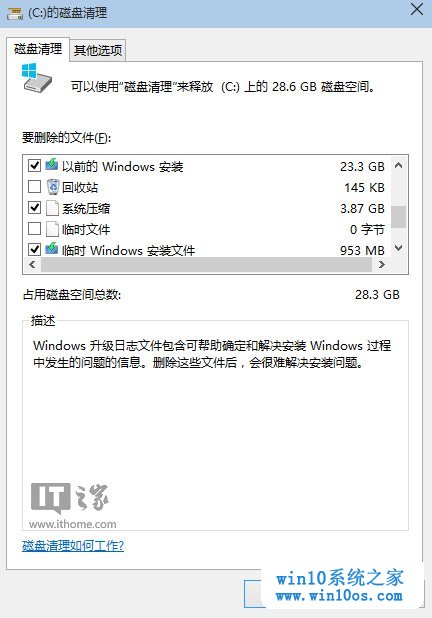 (C:)的磁盘清理
磁盘清理 其他选项
可以使用"磁盘清理"来释放 (C:) 上的 28.6 GB 磁盘空间。
要删除的文件(F):
以前的 Windows 安装 23.3 GB
回收站 145 KB
系统压缩 3.87 GB
临时文件 0 字节
临时 Windows 安装文件 953 MB
占用磁盘空间总数: 28.3 GB
描述
Windows 升级日志文件包含可帮助确定和解决安装 Windows 过程
中发生的问题的信息。删除这些文件后，会很难解决安装问题。
IT之家
www.ithome.com
磁盘清理如何工作?
win10系统之家
www.win10os.com